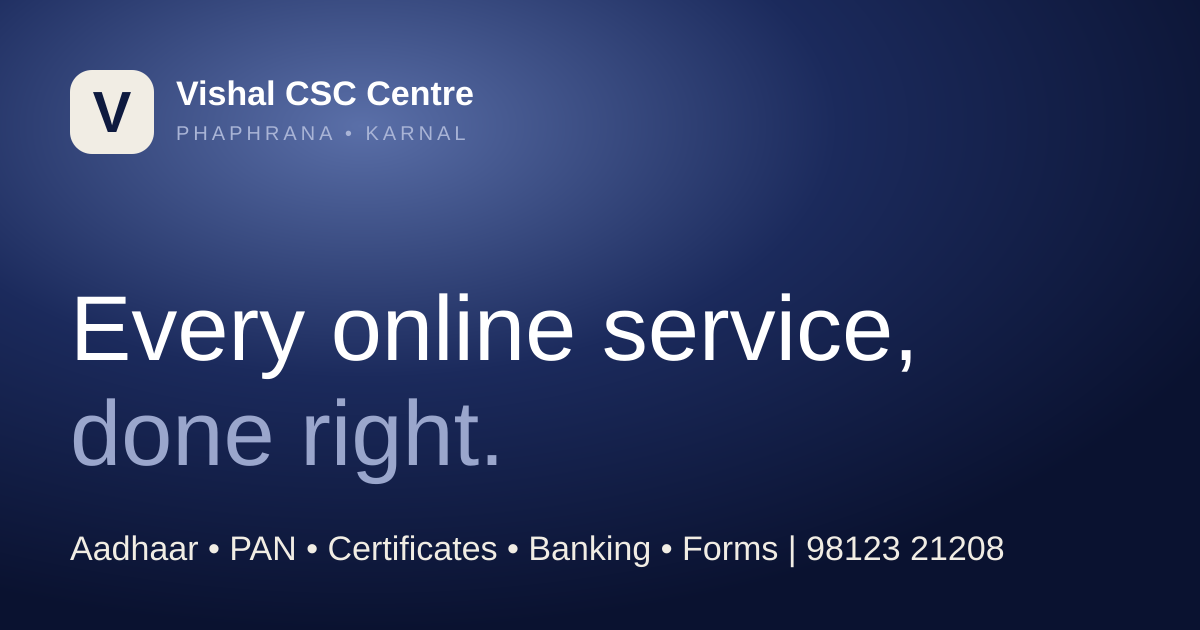 V
Vishal CSC Centre
PHAPHRANA • KARNAL
Every online service,
done right.
Aadhaar • PAN • Certificates • Banking • Forms | 98123 21208